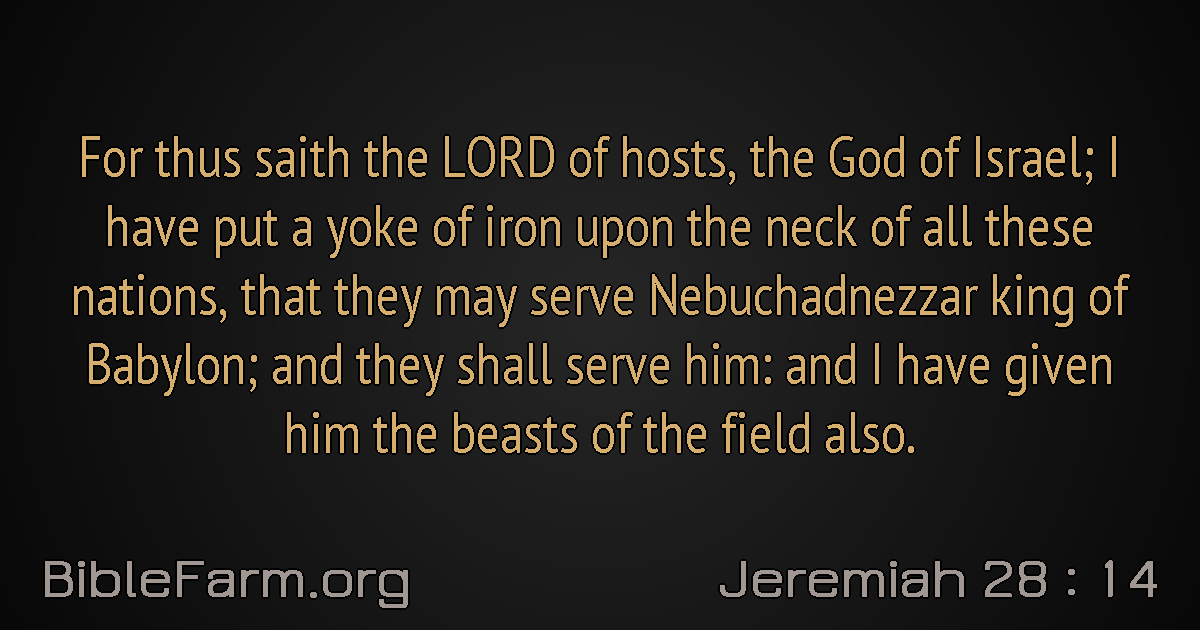 For thus saith the LORD of hosts, the God of Israel; I
have put a yoke of iron upon the neck of all these
nations, that they may serve Nebuchadnezzar king of
Babylon; and they shall serve him: and I have given
him the beasts of the field also.
BibleFarm.org
Jeremiah 28 : 14